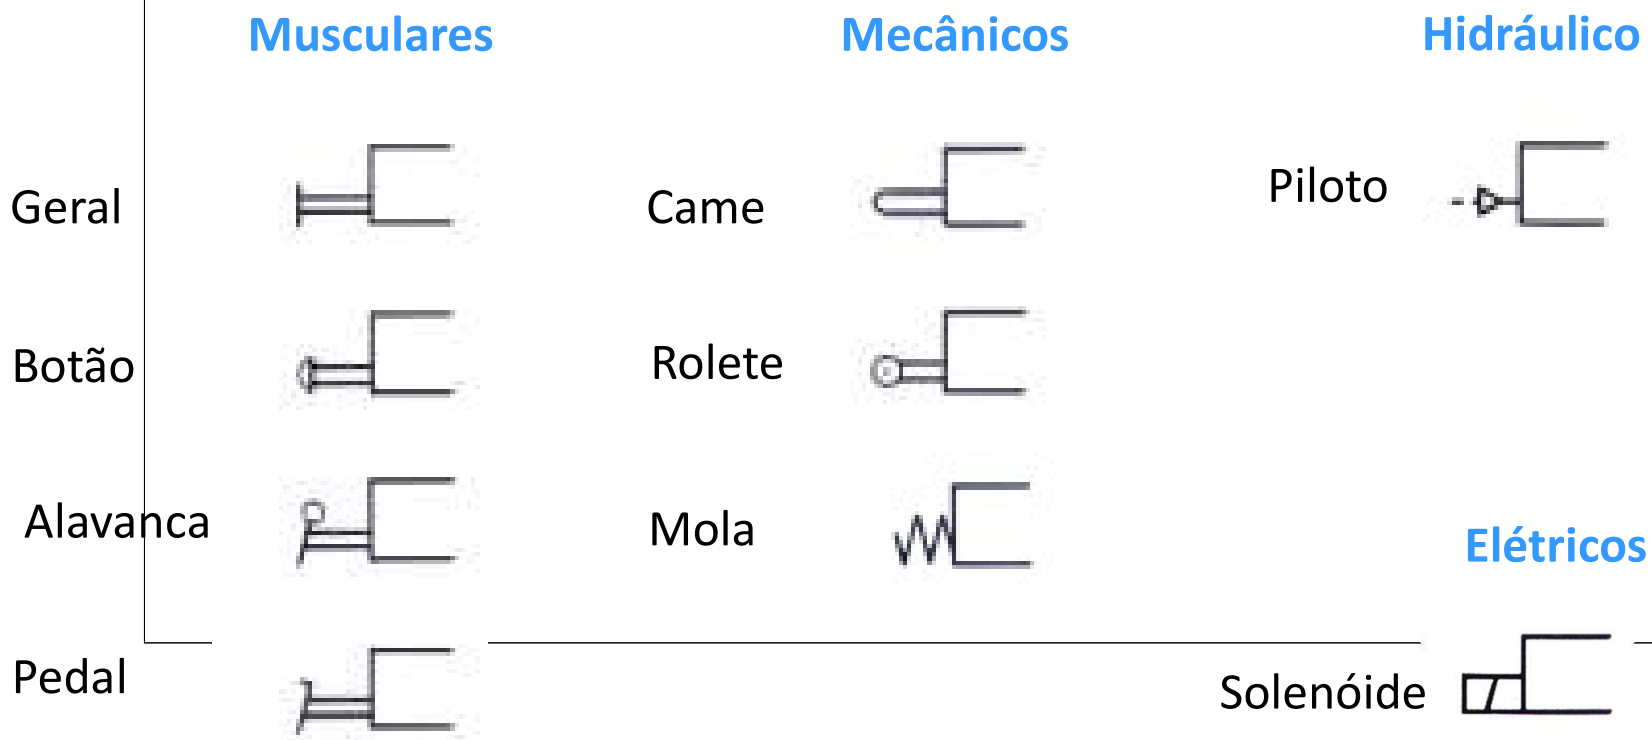 Musculares
Mecânicos
Hidráulico
Geral
Came
Piloto
Botão
Rolete
Alavanca
Mola
Elétricos
Pedal
Solenóide